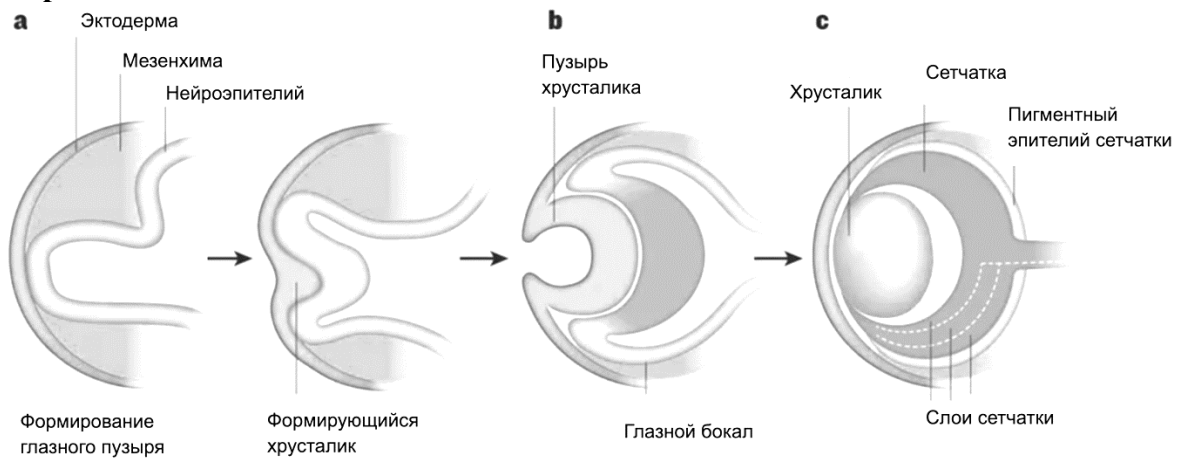 a
Эктодерма
Мезенхима
Нейроэпителий
Формирование
глазного пузыря
Формирующийся
хрусталик
b
Пузырь
хрусталика
Глазной бокал
c
Сетчатка
Хрусталик
Пигментный
эпителий сетчатки
Слои сетчатки